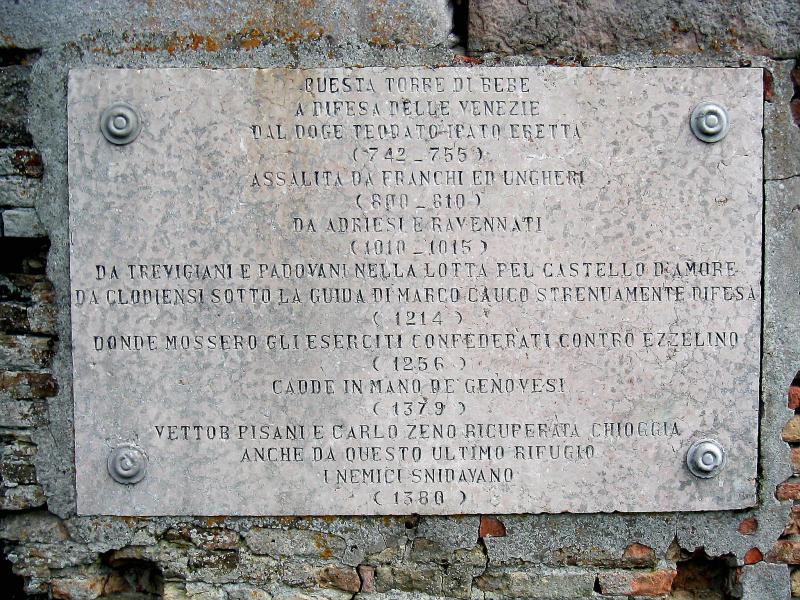 QUESTA TORRE DI BEBE
A DIFESA DELLE VENEZIE
DAL DOGE TEODATO IPATO ERETTA
(742-755)
ASSALITA DA FRANCHI ED UNGHERI
(800-810)
DA ADRIESI E RAVENNATI
(1010-1015)
DA TREVIGIANI E PADOVANI NELLA LOTTA PEL CASTELLO D'AMORE
DA CLODIENSI SOTTO LA GUIDA DI MARCO CAUCO STRENUAMENTE DIFESA
(1214)
DONDE MOSSERO GLI ESERCITI CONFEDERATI CONTRO EZZELINO
(1256)
CADDE IN MANO DE' GENOVESI
(1379)
VETTOR PISANI E CARLO ZENO RICUPERATA CHIOGGIA
ANCHE DA QUESTO ULTIMO RIFUGIO
I NEMICI SNIDAVANO
(1380)